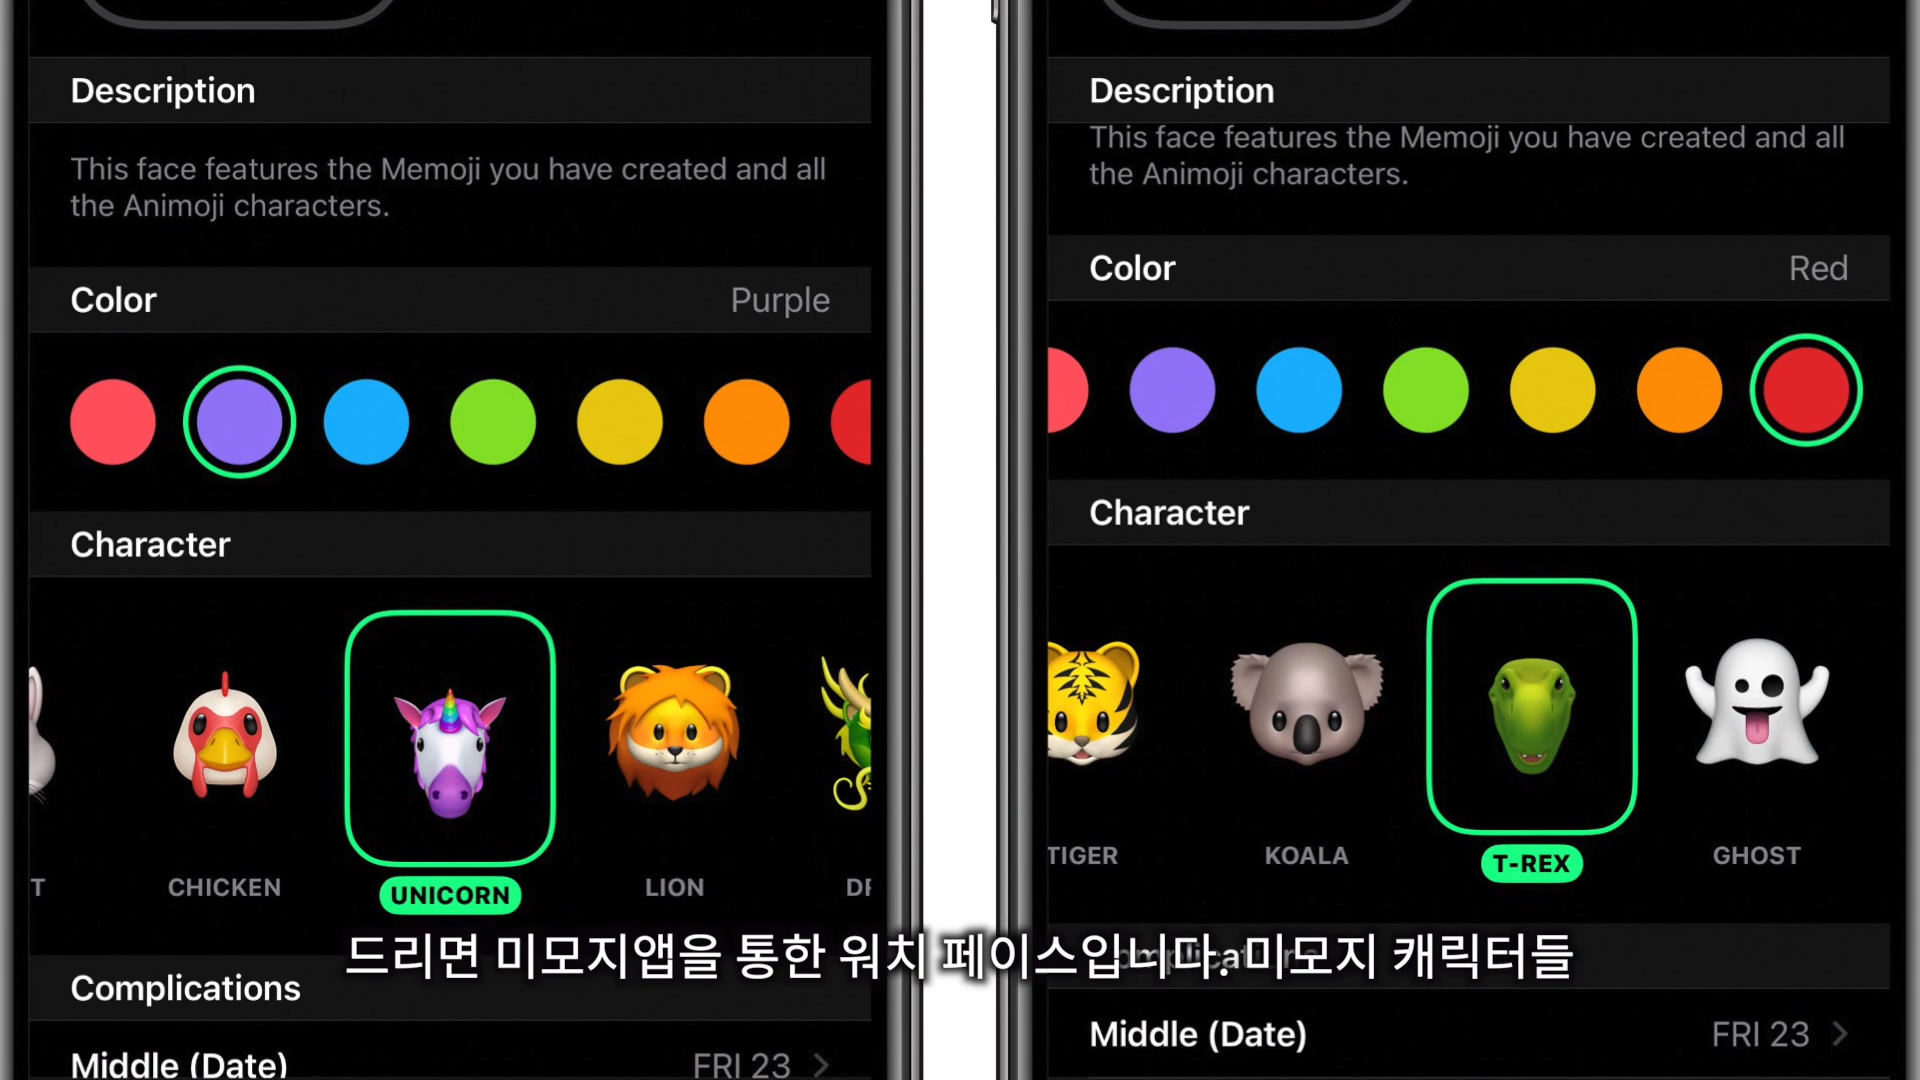 Description
This face features the Memoji you have created and all
the Animoji characters.
Color
Purple
Character
T
CHICKEN
UNICORN
LION
Complications
Middle (Date)
FRI 23
Description
This face features the Memoji you have created and all
the Animoji characters.
Color
Red
Character
TIGER
KOALA
T-REX
GHOST
Middle (Date)
FRI 23
드리면 미모지앱을 통한 워치 페이스입니다. 미모지 캐릭터들